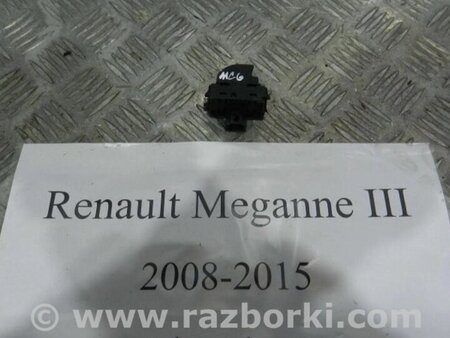 MC6
Renault Meganne III
2008-2015
© www.razborki.com